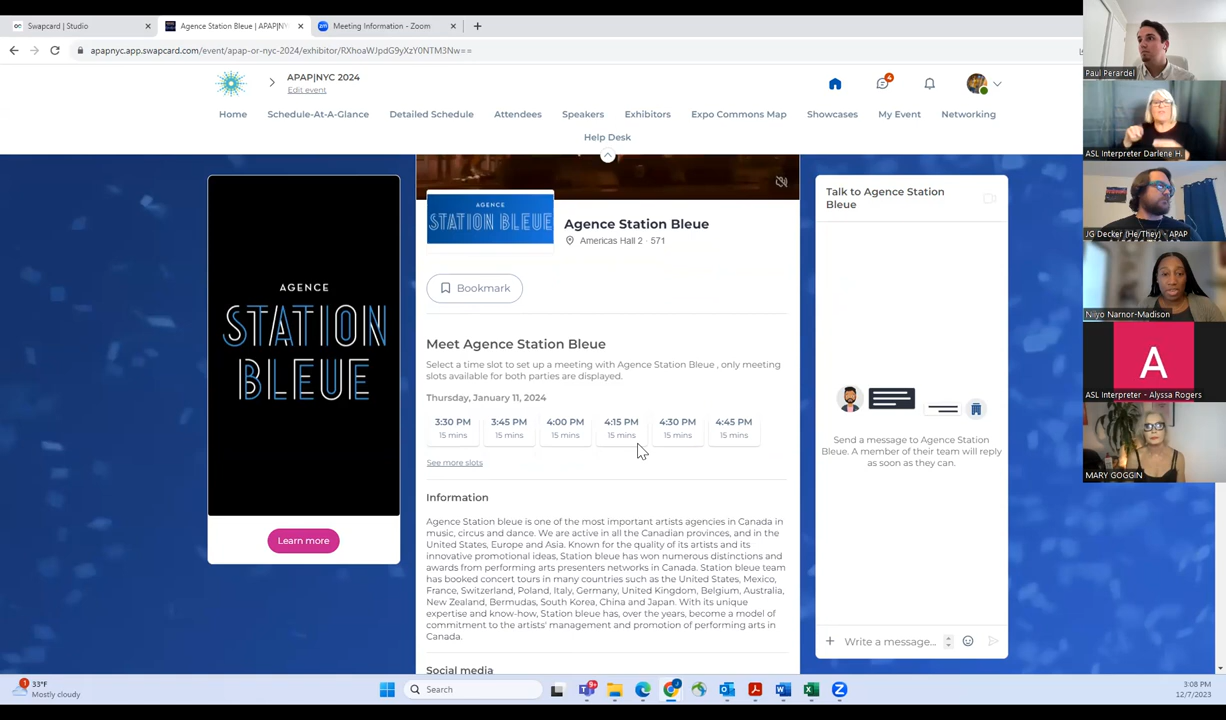 Swapcard | Studio
Agence Station Bleue | APAP|NY
Meeting Information - Zoom
apapnyc.app.swapcard.com/event/apap-or-nyc-2024/exhibitor/RXhoaWJpdG9yXzY0NTM3Nw==
APAP|NYC 2024
Edit event
4
Home Schedule-At-A-Glance Detailed Schedule Attendees Speakers Exhibitors Expo Commons Map Showcases My Event Networking
Help Desk
AGENCE
STATION
BLEUE
Learn more
AGENCE
STATION BLEUE
Agence Station Bleue
Americas Hall 2 · 571
Bookmark
Meet Agence Station Bleue
Select a time slot to set up a meeting with Agence Station Bleue , only meeting
slots available for both parties are displayed.
Thursday, January 11, 2024
3:30 PM 3:45 PM 4:00 PM 4:15 PM 4:30 PM 4:45 PM
15 mins 15 mins 15 mins 15 mins 15 mins 15 mins
See more slots
Information
Agence Station bleue is one of the most important artists agencies in Canada in
music, circus and dance. We are active in all the Canadian provinces, and in the
United States, Europe and Asia. Known for the quality of its artists and its
innovative promotional ideas, Station bleue has won numerous distinctions and
awards from performing arts presenters networks in Canada. Station bleue team
has booked concert tours in many countries such as the United States, Mexico,
France, Switzerland, Poland, Italy, Germany, United Kingdom, Belgium, Australia,
New Zealand, Bermudas, South Korea, China and Japan. With its unique
expertise and know-how, Station bleue has, over the years, become a model of
commitment to the artists' management and promotion of performing arts in
Canada.
Social media
Talk to Agence Station
Bleue
Send a message to Agence Station
Bleue. A member of their team will reply
as soon as they can.
Write a message...
Paul Perardel
ASL Interpreter Darlene H.
JG Decker (He/They) - APAP
Niiyo Narnor-Madison
A
ASL Interpreter - Alyssa Rogers
MARY GOGGIN
1
33°F
Mostly cloudy
Search
9+
3:08 PM
12/7/2023